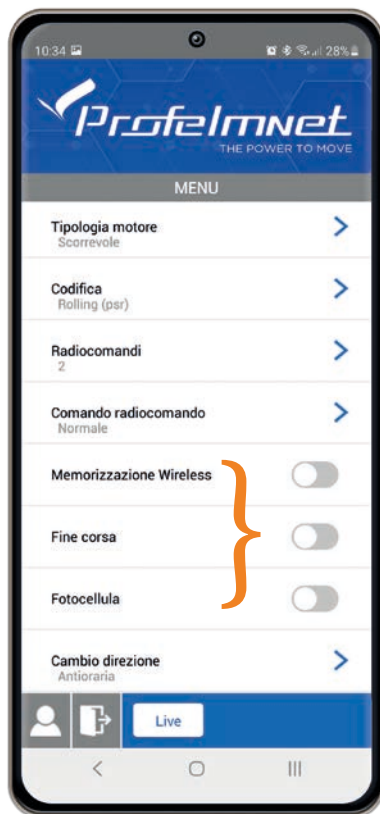 10:34 28%
Profelmnet
THE POWER TO MOVE
MENU
Tipologia motore
Scorrevole
Codifica
Rolling (psr)
Radiocomandi
2
Comando radiocomando
Normale
Memorizzazione Wireless
Fine corsa
Fotocellula
Cambio direzione
Antioraria
Live